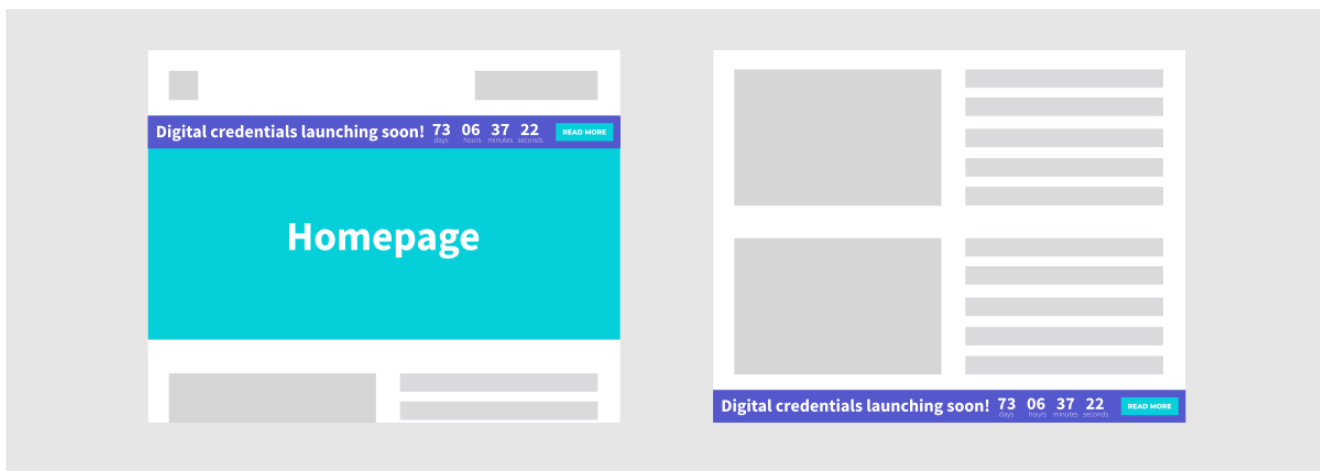 Digital credentials launching soon! 73 06 37 22 READ MORE
days hours minutes seconds
Homepage
Digital credentials launching soon! 73 06 37 22 READ MORE
days hours minutes seconds